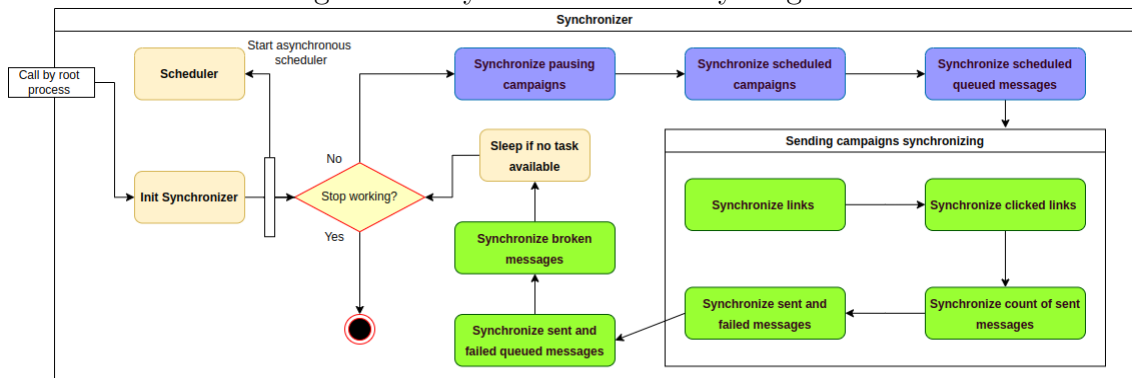 Synchronizer
Call by root
process
Scheduler
Start asynchronous
scheduler
Synchronize pausing
campaigns
Synchronize scheduled
campaigns
Synchronize scheduled
queued messages
Sending campaigns synchronizing
No
Sleep if no task
available
Init Synchronizer
Stop working?
Synchronize links
Synchronize clicked links
Yes
Synchronize broken
messages
Synchronize sent and
failed messages
Synchronize count of sent
messages
Synchronize sent and
failed queued messages